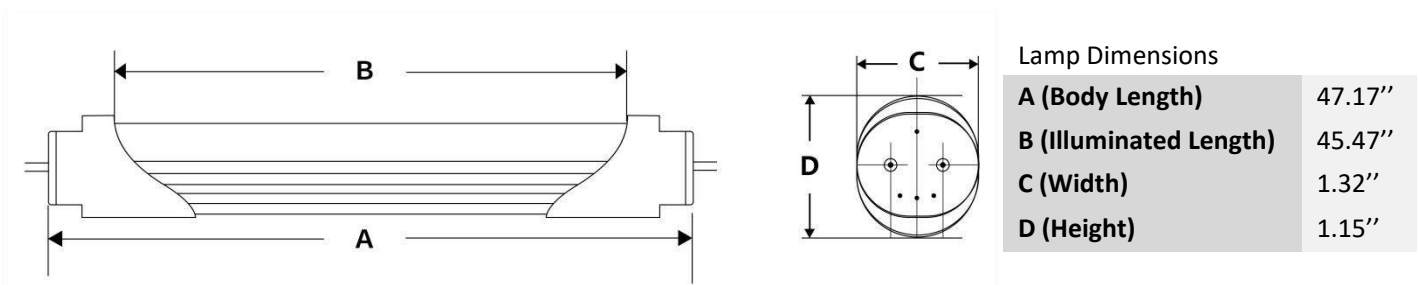 B
A
C
D
Lamp Dimensions
A (Body Length) 47.17’’
B (Illuminated Length) 45.47’’
C (Width) 1.32’’
D (Height) 1.15’’